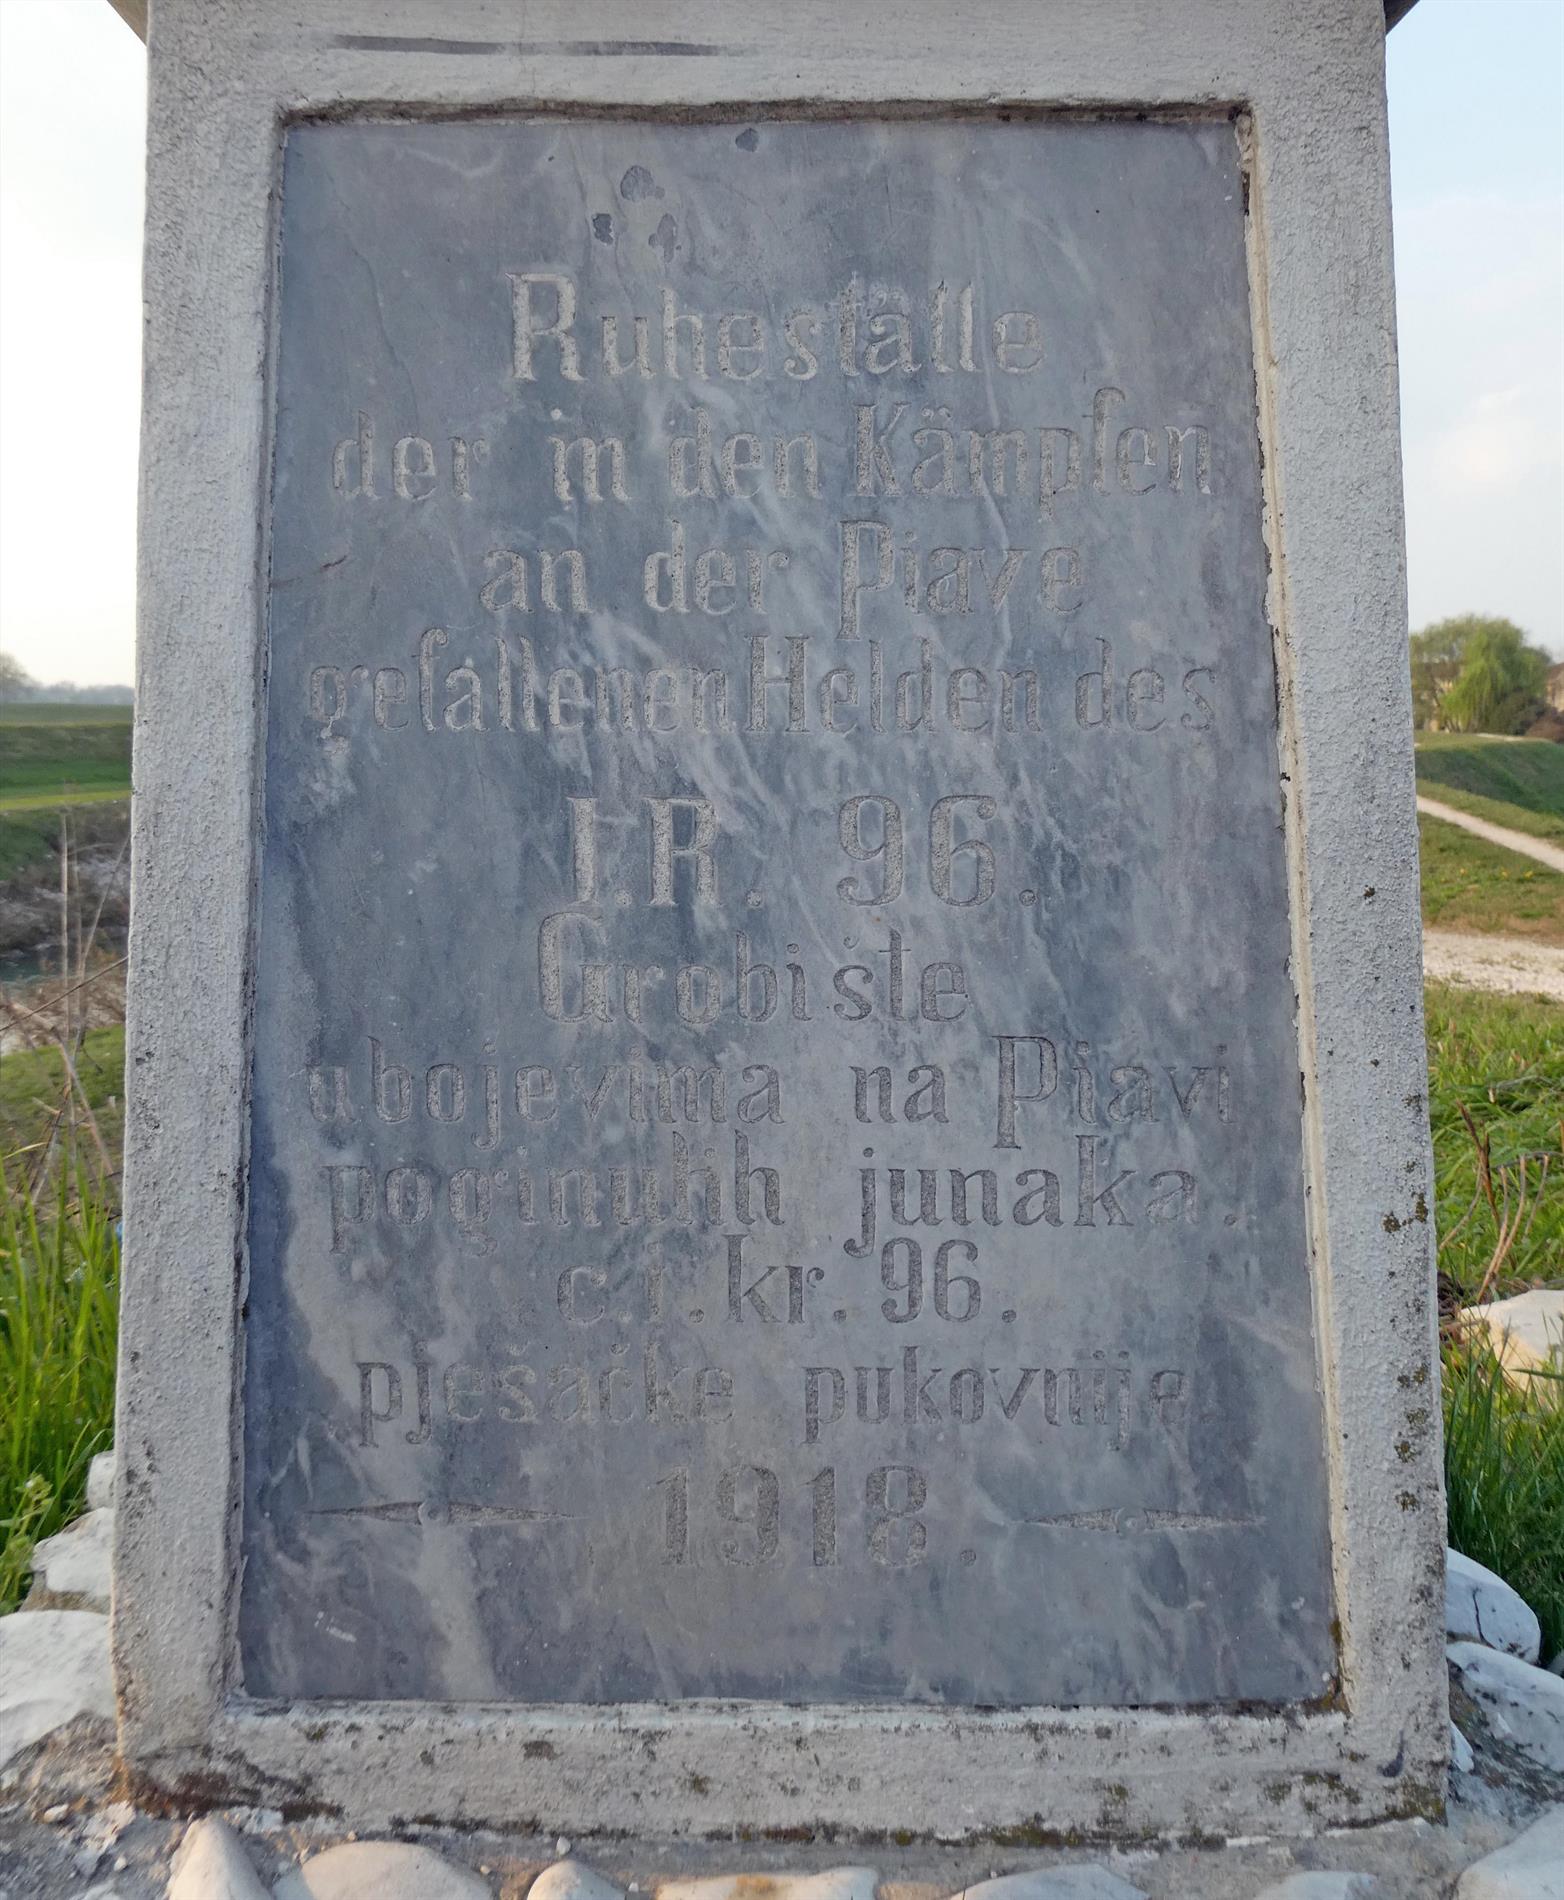 Ruhestätte
der in den Kämpfen
an der Piave
gefallenen Helden des
I.R. 96.
Grobište
u bojevima na Piavi
poginulih junaka.
c. i. kr. 96.
pješačke pukovnije
1918.